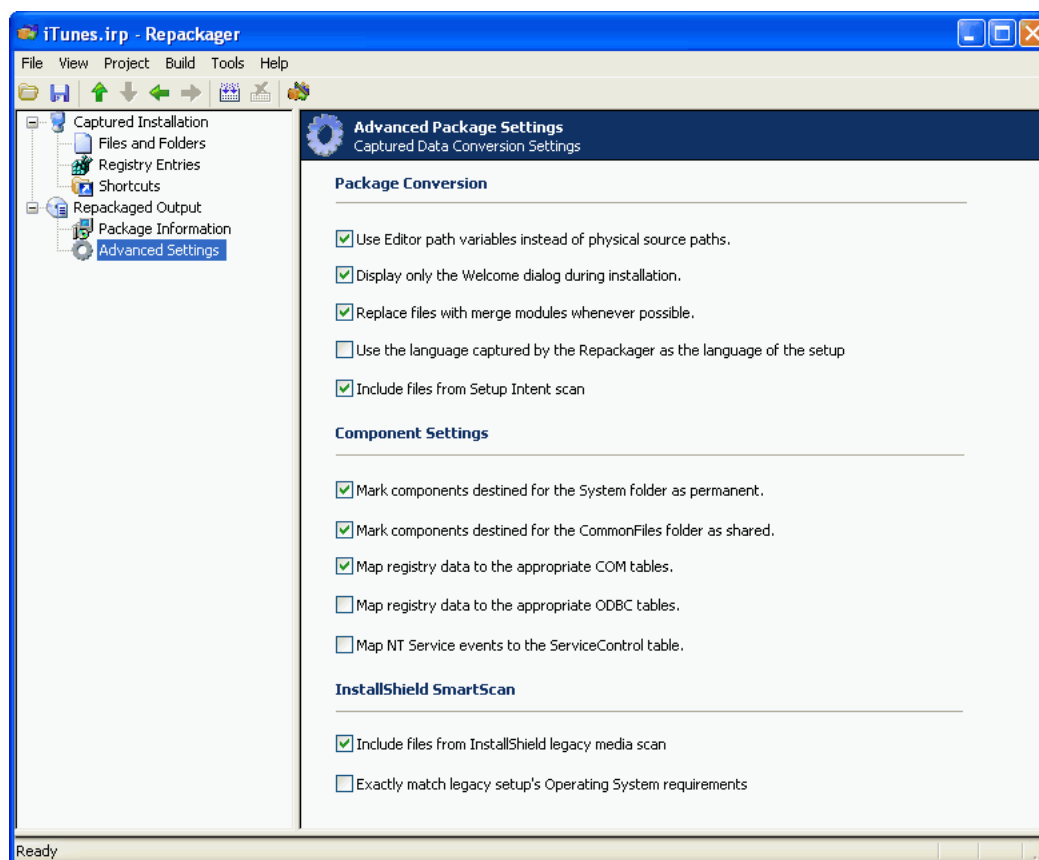 iTunes.irp - Repackager
File View Project Build Tools Help
Captured Installation
Files and Folders
Registry Entries
Shortcuts
Repackaged Output
Package Information
Advanced Settings
Advanced Package Settings
Captured Data Conversion Settings
Package Conversion
Use Editor path variables instead of physical source paths.
Display only the Welcome dialog during installation.
Replace files with merge modules whenever possible.
Use the language captured by the Repackager as the language of the setup
Include files from Setup Intent scan
Component Settings
Mark components destined for the System folder as permanent.
Mark components destined for the CommonFiles folder as shared.
Map registry data to the appropriate COM tables.
Map registry data to the appropriate ODBC tables.
Map NT Service events to the ServiceControl table.
InstallShield SmartScan
Include files from InstallShield legacy media scan
Exactly match legacy setup's Operating System requirements
Ready